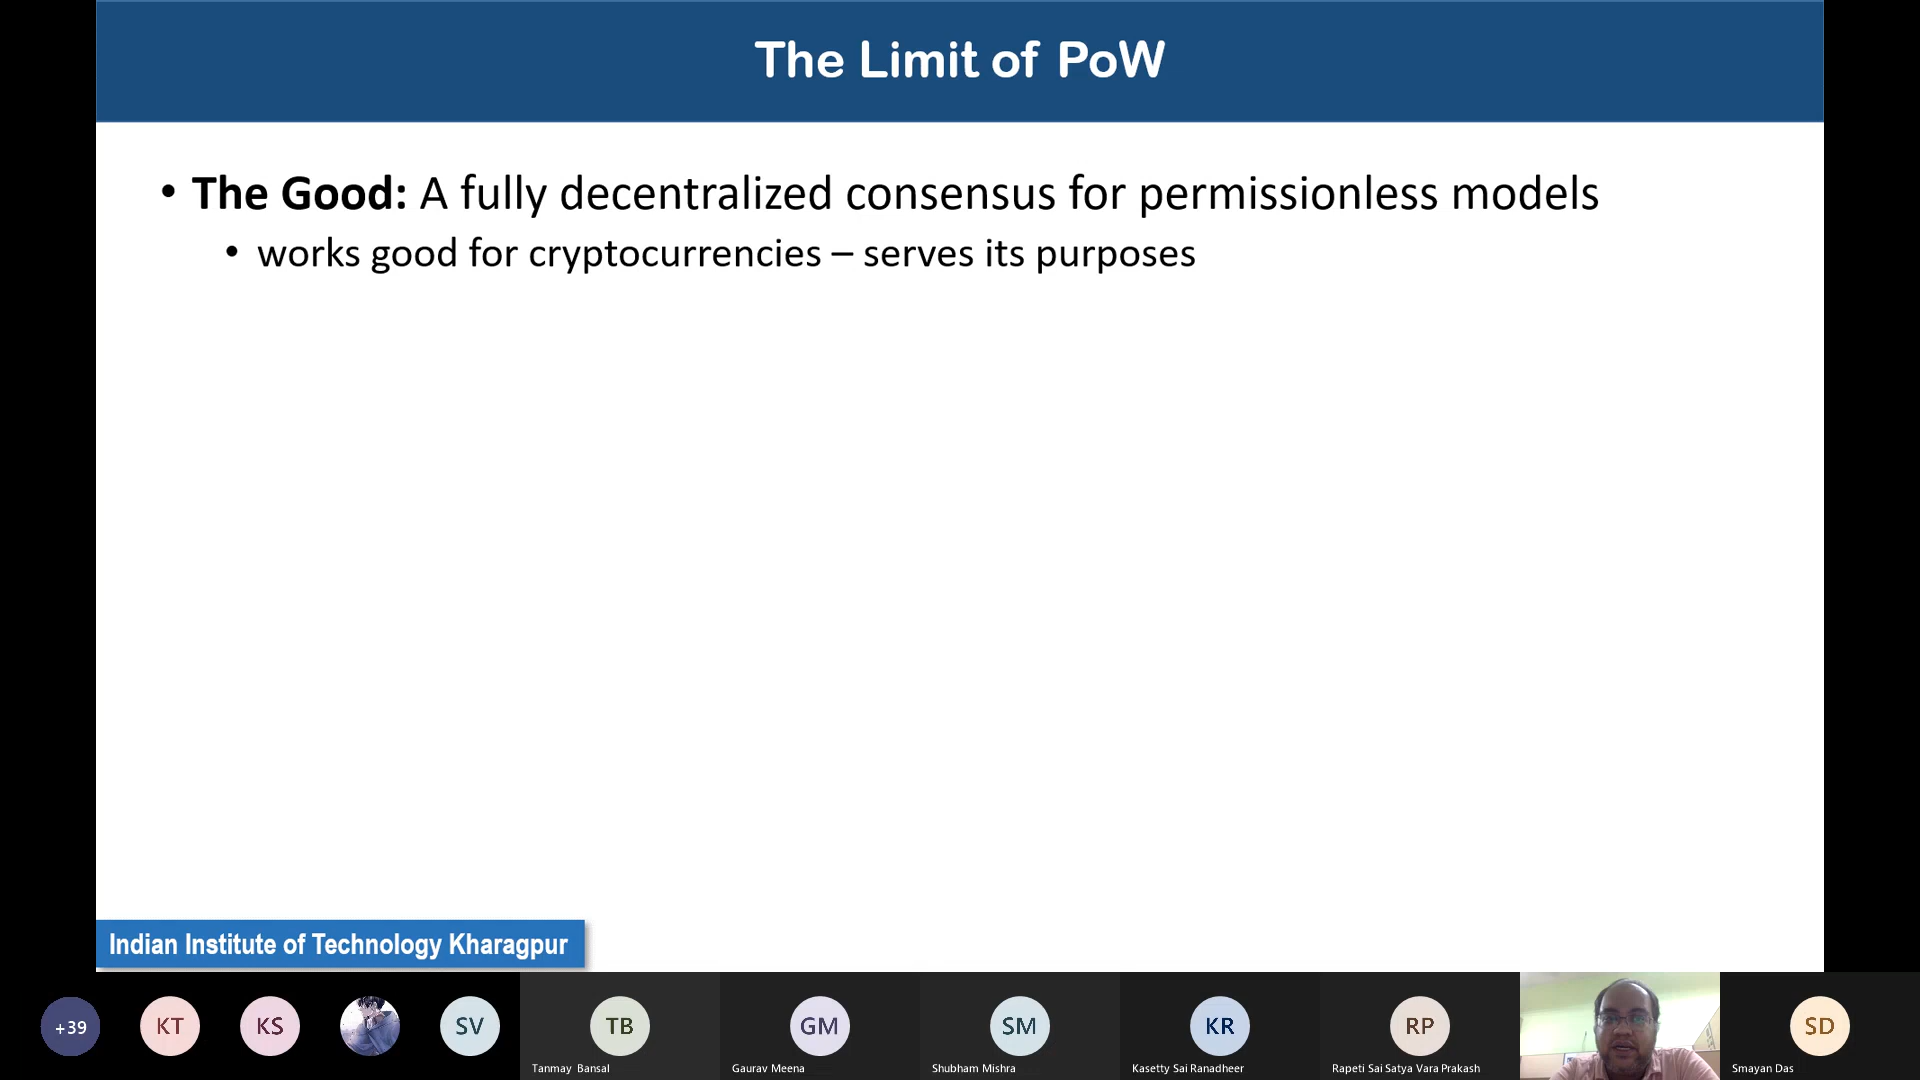 The Limit of PoW
• The Good: A fully decentralized consensus for permissionless models
• works good for cryptocurrencies – serves its purposes
Indian Institute of Technology Kharagpur
+39
KT
KS
SV
TB
GM
SM
KR
RP
SD
Tanmay Bansal
Gaurav Meena
Shubham Mishra
Kasetty Sai Ranadheer
Rapeti Sai Satya Vara Prakash
Smayan Das